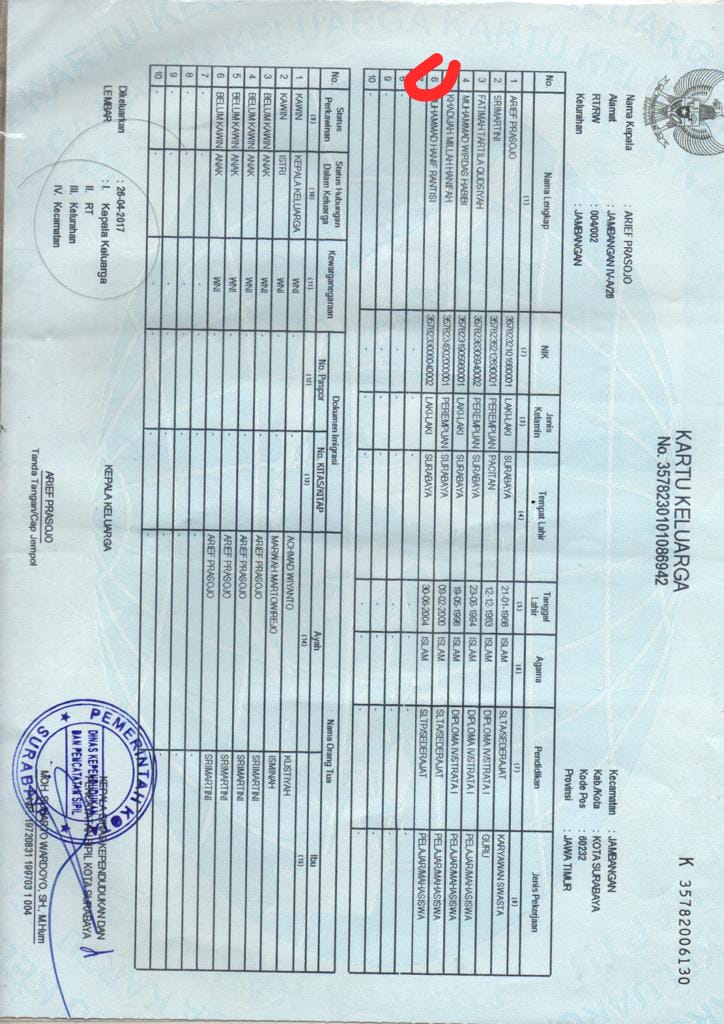 KARTU KELUARGA
No. 3578230101086942
K 35782006130
Nama Kepala : ARIEF PRASOJO
Alamat : JAMBANGAN IV-A/26
RT/RW : 004/002
Kelurahan : JAMBANGAN
Kecamatan : JAMBANGAN
Kab./Kota : KOTA SURABAYA
Kode Pos : 60232
Provinsi : JAWA TIMUR
No. Nama Lengkap NIK Jenis Kelamin Tempat Lahir Tanggal Lahir Agama Pendidikan Jenis Pekerjaan
(1) (2) (3) (4) (5) (6) (7) (8)
1 ARIEF PRASOJO 3578232101660001 LAKI-LAKI SURABAYA 21-01-1966 ISLAM SLTA/SEDERAJAT KARYAWAN SWASTA
2 SRIMARTINI 3578235212630001 PEREMPUAN PACITAN 12-12-1963 ISLAM DIPLOMA IV/STRATA I GURU
3 FATIMAH TARTILA QUDSIYAH 3578236306940002 PEREMPUAN SURABAYA 23-06-1994 ISLAM DIPLOMA IV/STRATA I PELAJAR/MAHASISWA
4 MUHAMMAD WIRDAS HABIBI 3578231905960001 LAKI-LAKI SURABAYA 19-05-1996 ISLAM DIPLOMA IV/STRATA I PELAJAR/MAHASISWA
KHADIJAH MILLAH HANIFAH 3578234902000001 PEREMPUAN SURABAYA 09-02-2000 ISLAM SLTA/SEDERAJAT PELAJAR/MAHASISWA
6 MUHAMMAD HANIF RANTISI 3578233006040002 LAKI-LAKI SURABAYA 30-06-2004 ISLAM SLTP/SEDERAJAT PELAJAR/MAHASISWA
8 -
9 -
10 -
No. Status Perkawinan Status Hubungan Dalam Keluarga Kewarganegaraan Dokumen Imigrasi Nama Orang Tua
No. Paspor No. KITAS/KITAP Ayah Ibu
(9) (10) (11) (12) (13) (14) (15)
1 KAWIN KEPALA KELUARGA WNI - - ACHMAD WIYANTO KUSTIYAH
2 KAWIN ISTRI WNI - - MARWAH MARTOWIREJO ISMINAH
3 BELUM KAWIN ANAK WNI - - ARIEF PRASOJO SRIMARTINI
4 BELUM KAWIN ANAK WNI - - ARIEF PRASOJO SRIMARTINI
5 BELUM KAWIN ANAK WNI - - ARIEF PRASOJO SRIMARTINI
6 BELUM KAWIN ANAK WNI - - ARIEF PRASOJO SRIMARTINI
7 -
8 -
9 -
10 -
Dikeluarkan : 26-04-2017
LEMBAR : I. Kepala Keluarga
II. RT
III. Kelurahan
IV. Kecamatan
KEPALA KELUARGA
ARIEF PRASOJO
Tanda Tangan/Cap Jempol
KEPALA DINAS KEPENDUDUKAN DAN
PENCATATAN SIPIL KOTA SURABAYA
PEMERINTAH KOTA
DINAS KEPENDUDUKAN
DAN PENCATATAN SIPIL
SURABAYA
MOH. SUHARTO WARDOYO, SH., M.Hum
NIP. 19720831 199703 1 004